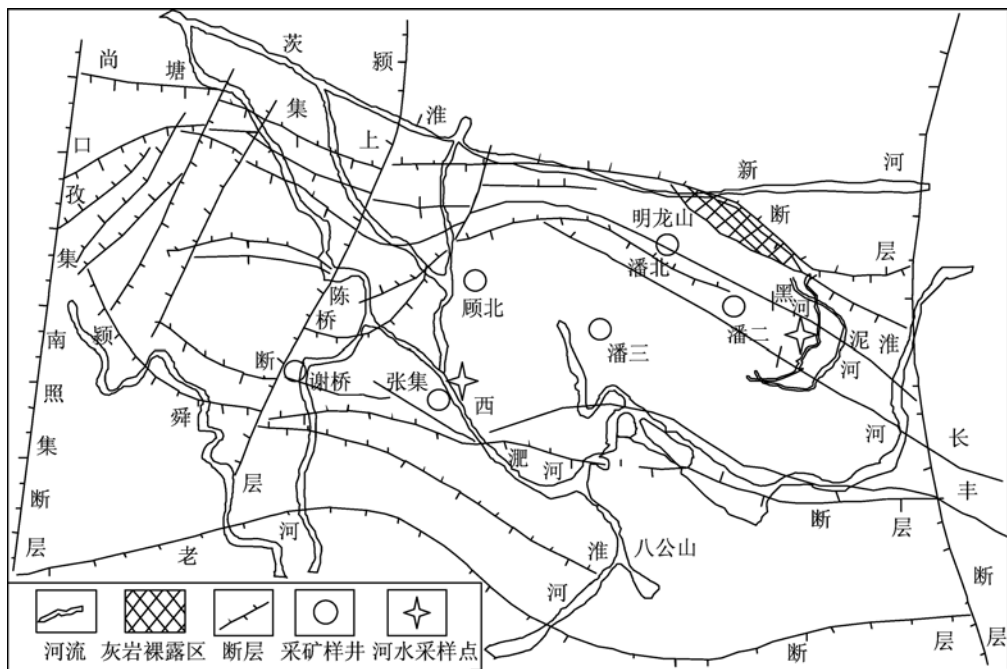 尚塘集
茨淮新河
颍上
陈桥
断
层
口孜集
南照集
断层
颍
河
明龙山
断
层
潘北
顾北
潘三
潘二
黑河
泥河
淮
河
谢桥
张集
西淝河
舜
断
层
长丰
断层
八公山
淮河
老
断
层
河流
灰岩裸露区
断层
采矿样井
河水采样点